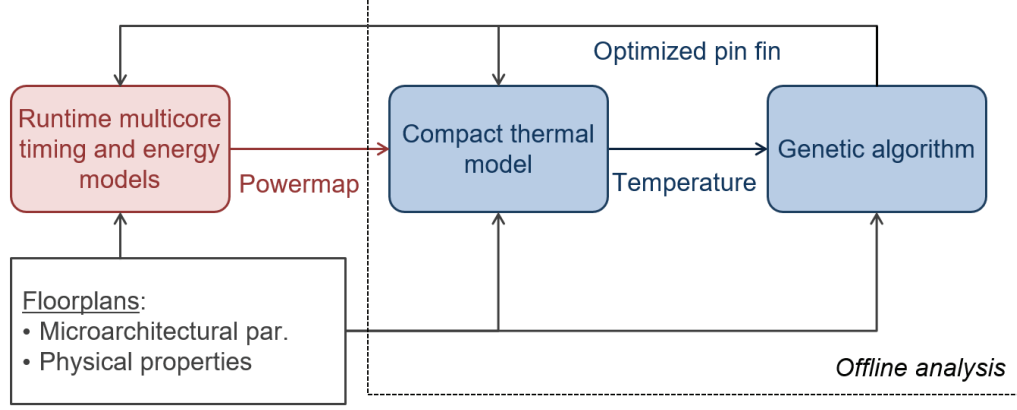 Optimized pin fin
Runtime multicore
timing and energy
models
Powermap
Compact thermal
model
Temperature
Genetic algorithm
Floorplans:
• Microarchitectural par.
• Physical properties
Offline analysis